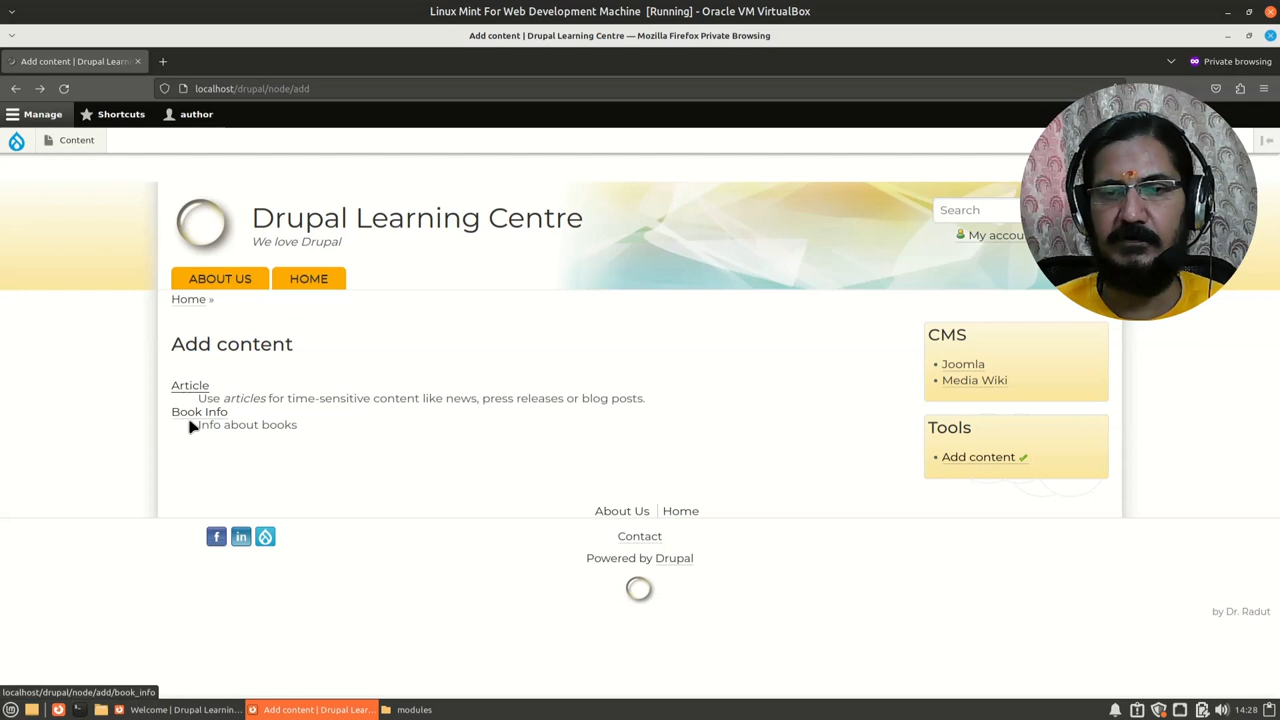 Linux Mint For Web Development Machine [Running] - Oracle VM VirtualBox
Add content | Drupal Learning Centre — Mozilla Firefox Private Browsing
Add content | Drupal Learn
Private browsing
localhost/drupal/node/add
Manage
Shortcuts
author
Content
Drupal Learning Centre
We love Drupal
Search
My accou
ABOUT US
HOME
Home »
Add content
CMS
Joomla
Media Wiki
Article
Use articles for time-sensitive content like news, press releases or blog posts.
Book Info
Info about books
Tools
Add content
About Us
Home
Contact
Powered by Drupal
by Dr. Radut
localhost/drupal/node/add/book_info
Welcome | Drupal Learnin...
Add content | Drupal Lear...
modules
14:28